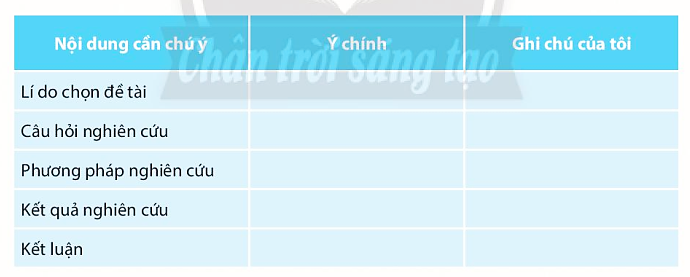 Nội dung cần chú ý Ý chính Ghi chú của tôi
Chân trời sáng tạo
Lí do chọn đề tài
Câu hỏi nghiên cứu
Phương pháp nghiên cứu
Kết quả nghiên cứu
Kết luận